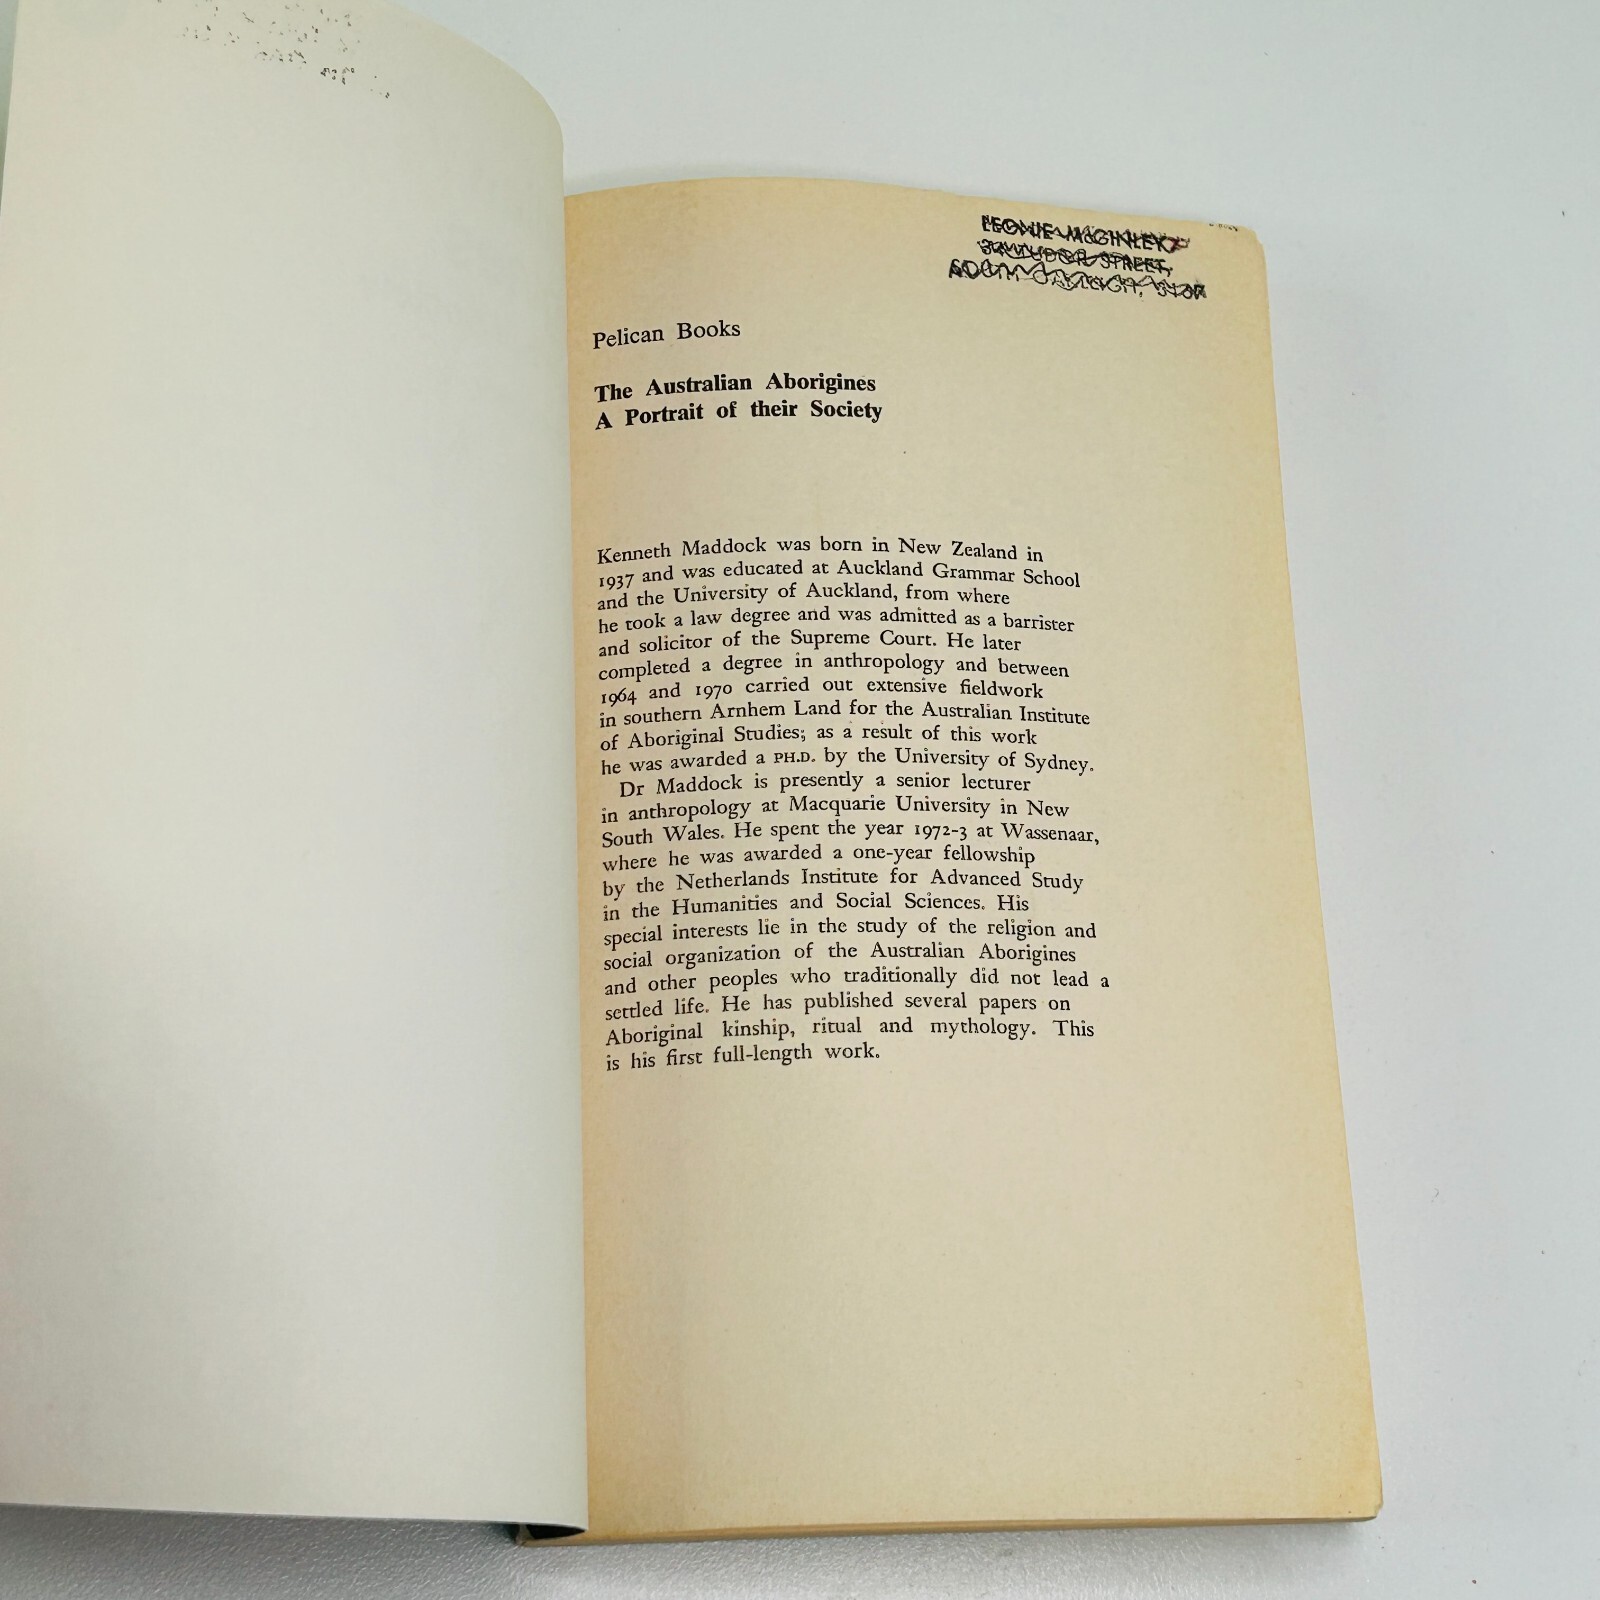 Pelican Books
The Australian Aborigines
A Portrait of their Society
Kenneth Maddock was born in New Zealand in
1937 and was educated at Auckland Grammar School
and the University of Auckland, from where
he took a law degree and was admitted as a barrister
and solicitor of the Supreme Court. He later
completed a degree in anthropology and between
1964 and 1970 carried out extensive fieldwork
in southern Arnhem Land for the Australian Institute
of Aboriginal Studies; as a result of this work
he was awarded a PH.D. by the University of Sydney.
Dr Maddock is presently a senior lecturer
in anthropology at Macquarie University in New
South Wales. He spent the year 1972-3 at Wassenaar,
where he was awarded a one-year fellowship
by the Netherlands Institute for Advanced Study
in the Humanities and Social Sciences. His
special interests lie in the study of the religion and
social organization of the Australian Aborigines
and other peoples who traditionally did not lead a
settled life. He has published several papers on
Aboriginal kinship, ritual and mythology. This
is his first full-length work.